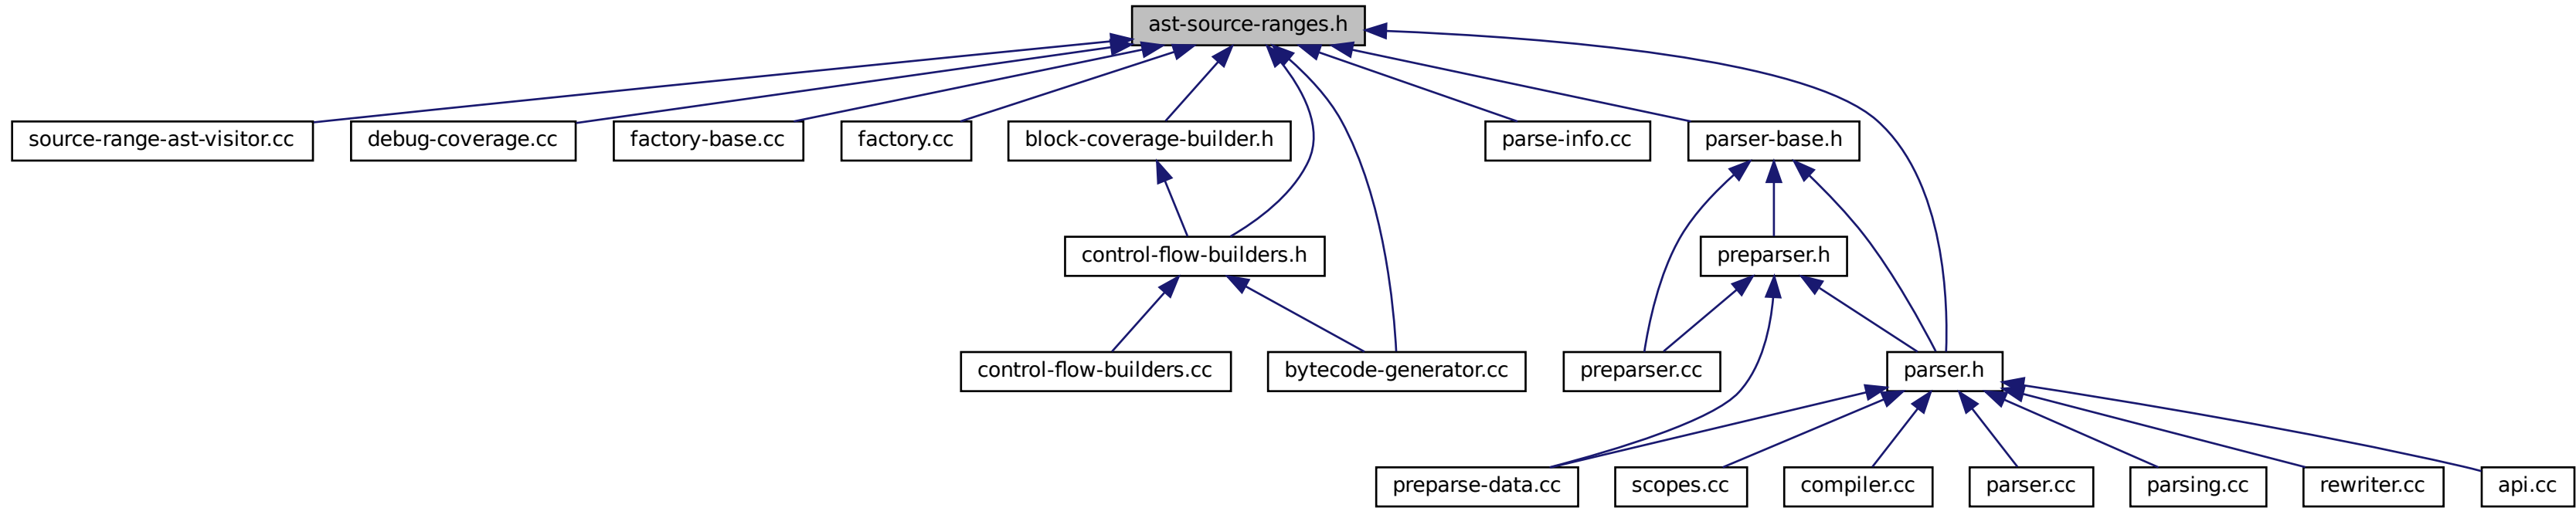 ast-source-ranges.h
source-range-ast-visitor.cc
debug-coverage.cc
factory-base.cc
factory.cc
block-coverage-builder.h
parse-info.cc
parser-base.h
control-flow-builders.h
preparser.h
control-flow-builders.cc
bytecode-generator.cc
preparser.cc
parser.h
preparse-data.cc
scopes.cc
compiler.cc
parser.cc
parsing.cc
rewriter.cc
api.cc